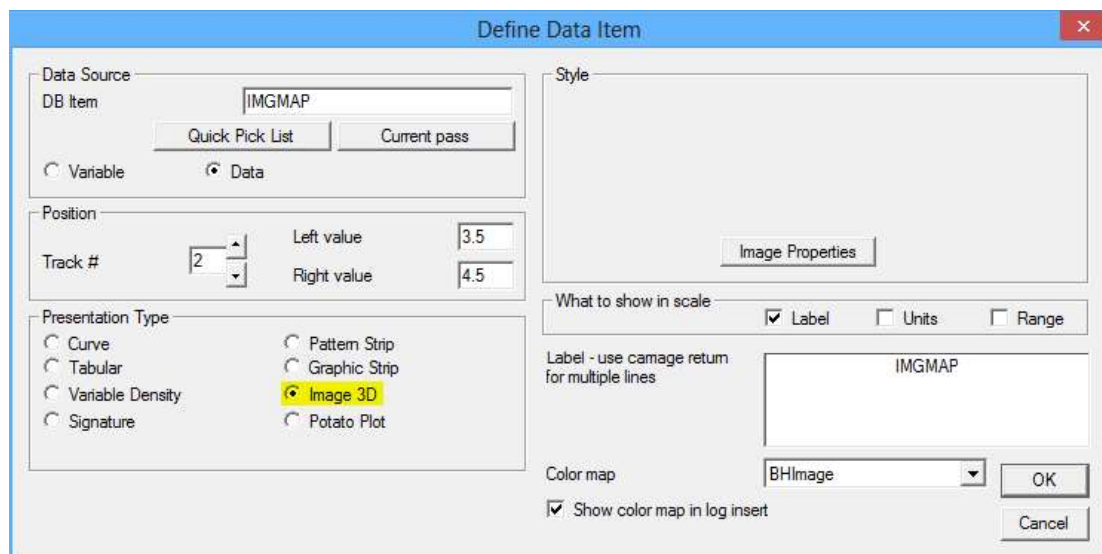 Define Data Item
Data Source
DB Item
IMGMAP
Quick Pick List
Current pass
Variable
Data
Position
Track #
2
Left value
3.5
Right value
4.5
Presentation Type
Curve
Pattern Strip
Tabular
Graphic Strip
Variable Density
Image 3D
Signature
Potato Plot
Style
Image Properties
What to show in scale
Label
Units
Range
Label - use carriage return
for multiple lines
IMGMAP
Color map
BHImage
OK
Show color map in log insert
Cancel